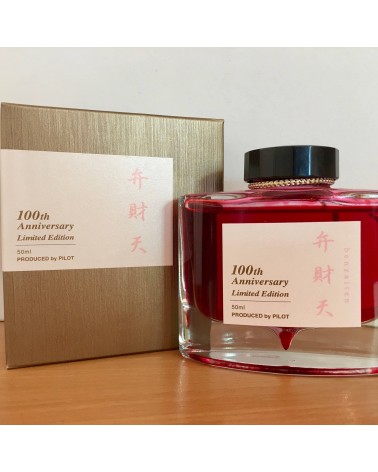 100th
Anniversary
Limited Edition
50ml
PRODUCED by PILOT
弁財天
100th
Anniversary
Limited Edition
50ml
PRODUCED by PILOT
弁財天
benzaiten